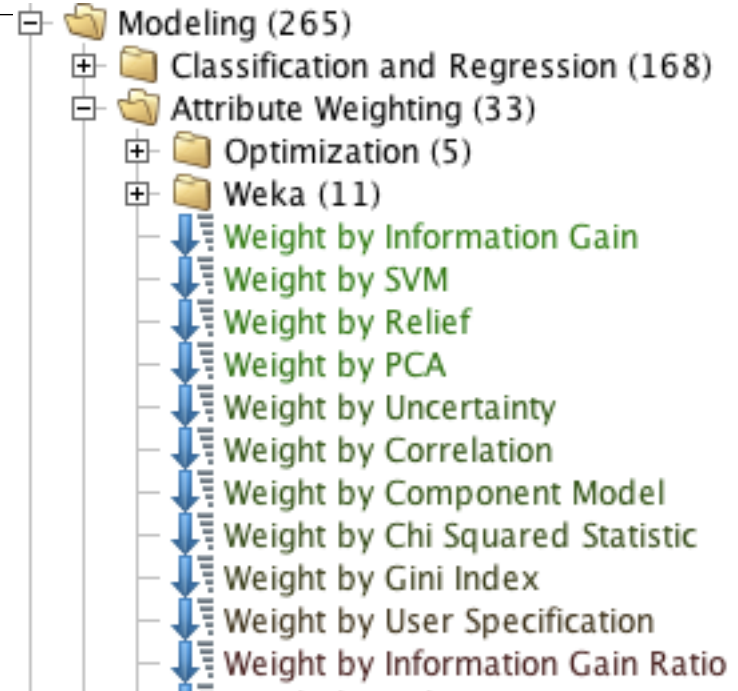 Modeling (265)
Classification and Regression (168)
Attribute Weighting (33)
Optimization (5)
Weka (11)
Weight by Information Gain
Weight by SVM
Weight by Relief
Weight by PCA
Weight by Uncertainty
Weight by Correlation
Weight by Component Model
Weight by Chi Squared Statistic
Weight by Gini Index
Weight by User Specification
Weight by Information Gain Ratio